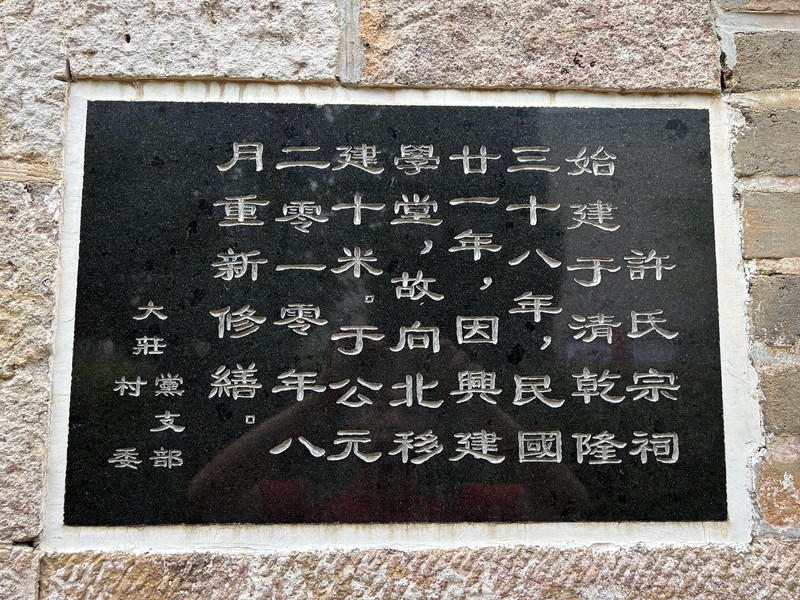 許氏宗祠
始建于清乾隆
三十八年，民國
廿一年，因興建
學堂，故向北移
建十米。于公元
二零一零年八
月重新修繕。
大莊
黨支部
村委